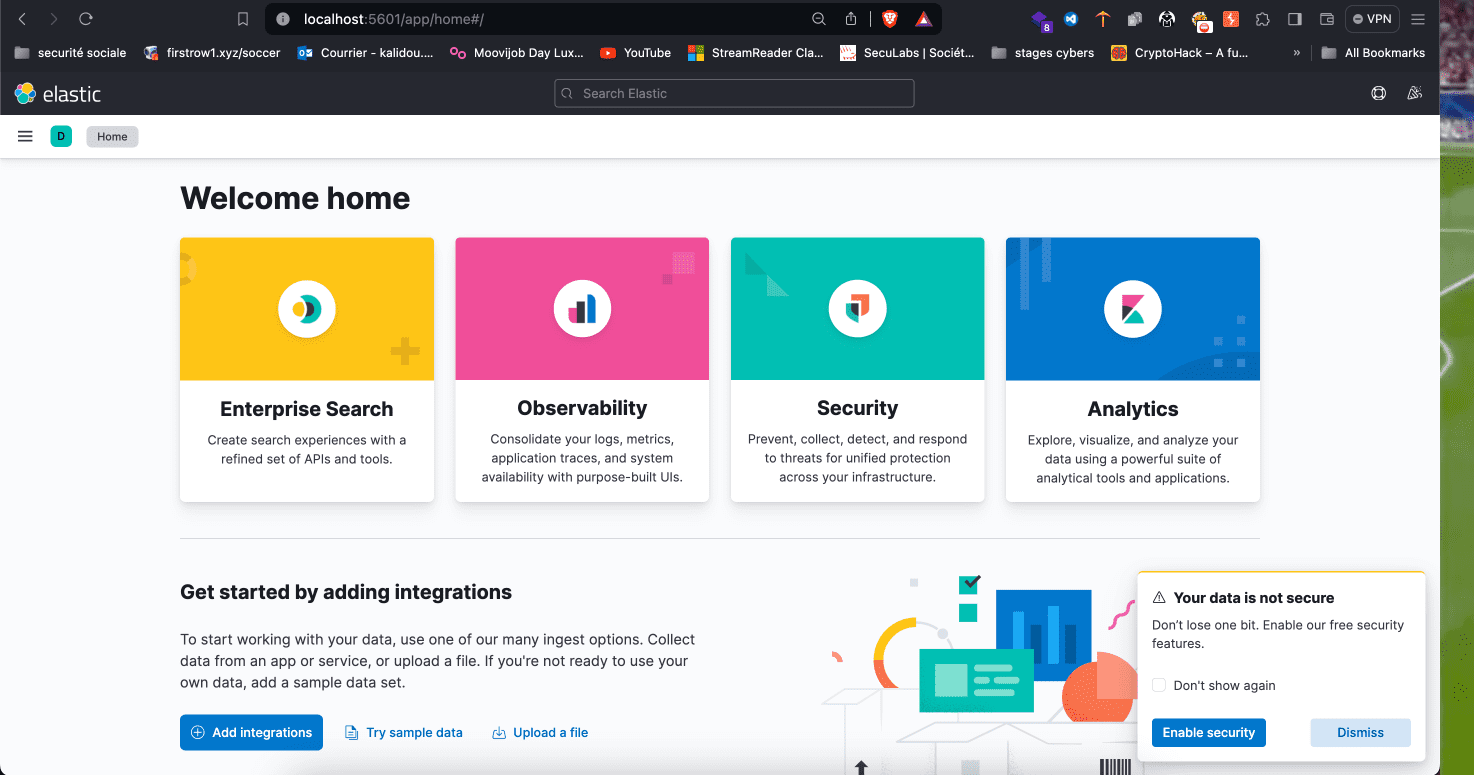 localhost:5601/app/home#/
8
VPN
securité sociale
firstrow1.xyz/soccer
Courrier - kalidou....
Moovijob Day Lux...
YouTube
StreamReader Cla...
SecuLabs | Sociét...
stages cybers
CryptoHack – A fu...
»
All Bookmarks
elastic
Search Elastic
D
Home
Welcome home
Enterprise Search
Create search experiences with a
refined set of APIs and tools.
Observability
Consolidate your logs, metrics,
application traces, and system
availability with purpose-built UIs.
Security
Prevent, collect, detect, and respond
to threats for unified protection
across your infrastructure.
Analytics
Explore, visualize, and analyze your
data using a powerful suite of
analytical tools and applications.
Get started by adding integrations
To start working with your data, use one of our many ingest options. Collect
data from an app or service, or upload a file. If you're not ready to use your
own data, add a sample data set.
Add integrations
Try sample data
Upload a file
Your data is not secure
Don’t lose one bit. Enable our free security
features.
Don't show again
Enable security
Dismiss